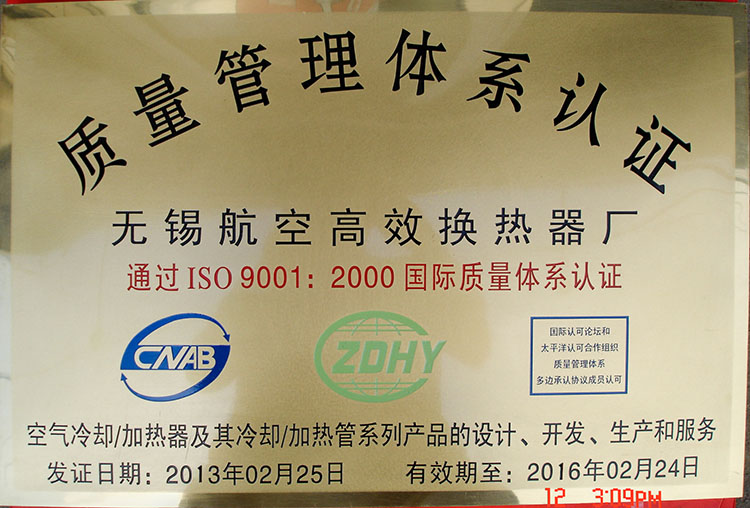 质量管理体系认证
无锡航空高效换热器厂
通过ISO 9001：2000国际质量体系认证
CNAB
ZDHY
国际认可论坛和
太平洋认可合作组织
质量管理体系
多边承认协议成员认可
空气冷却/加热器及其冷却/加热管系列产品的设计、开发、生产和服务
发证日期：2013年02月25日 有效期至：2016年02月24日
12 3:09PM